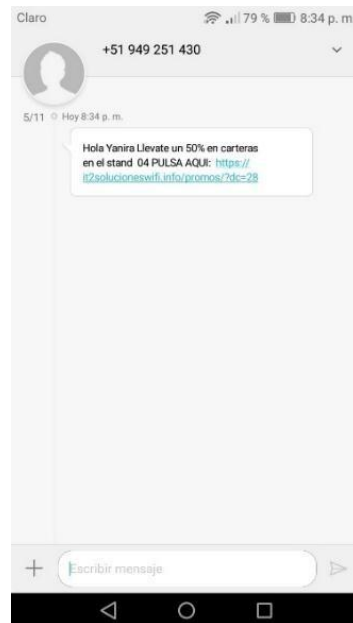 Claro 79 % 8:34 p. m
+51 949 251 430
5/11 Hoy 8:34 p. m.
Hola Yanira Llevate un 50% en carteras
en el stand 04 PULSA AQUI: https://
it2solucioneswifi.info/promos/?dc=28
Escribir mensaje